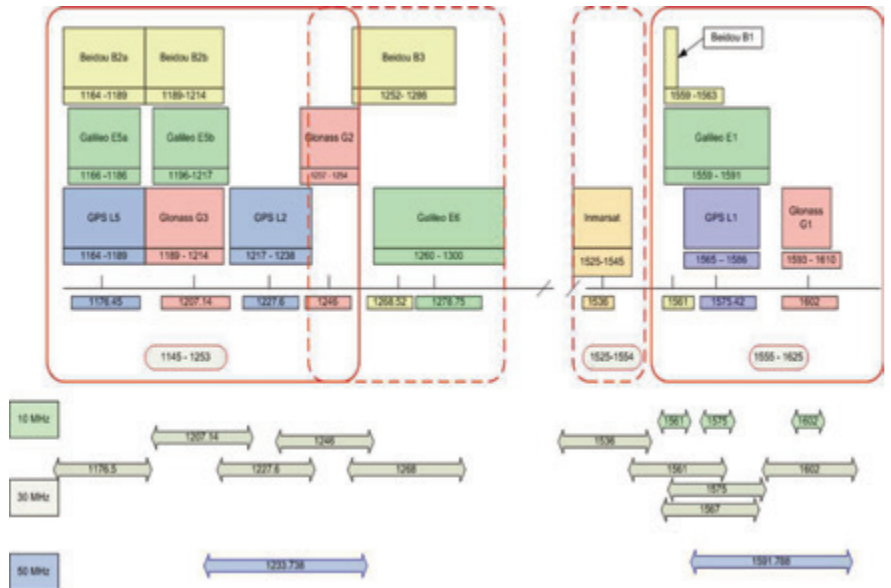 Beidou B2a
Beidou B2b
Beidou B3
Beidou B1
1164 -1189
1189-1214
1252- 1286
1559 -1563
Galileo E5a
Galileo E5b
Glonass G2
Galileo E1
1166 -1186
1196-1217
1237 - 1254
1559 - 1591
GPS L5
Glonass G3
GPS L2
Galileo E6
Inmarsat
GPS L1
Glonass
G1
1164 -1189
1189 - 1214
1217 - 1238
1260 - 1300
1525-1545
1565 - 1586
1593 - 1610
1176.45
1207.14
1227.6
1246
1268.52
1278.75
1536
1561
1575.42
1602
1145 - 1253
1525-1554
1555 - 1625
10 MHz
1561
1575
1602
1207.14
1246
1536
1176.5
1227.6
1268
1561
1602
30 MHz
1575
1567
50 MHz
1233.738
1591.788